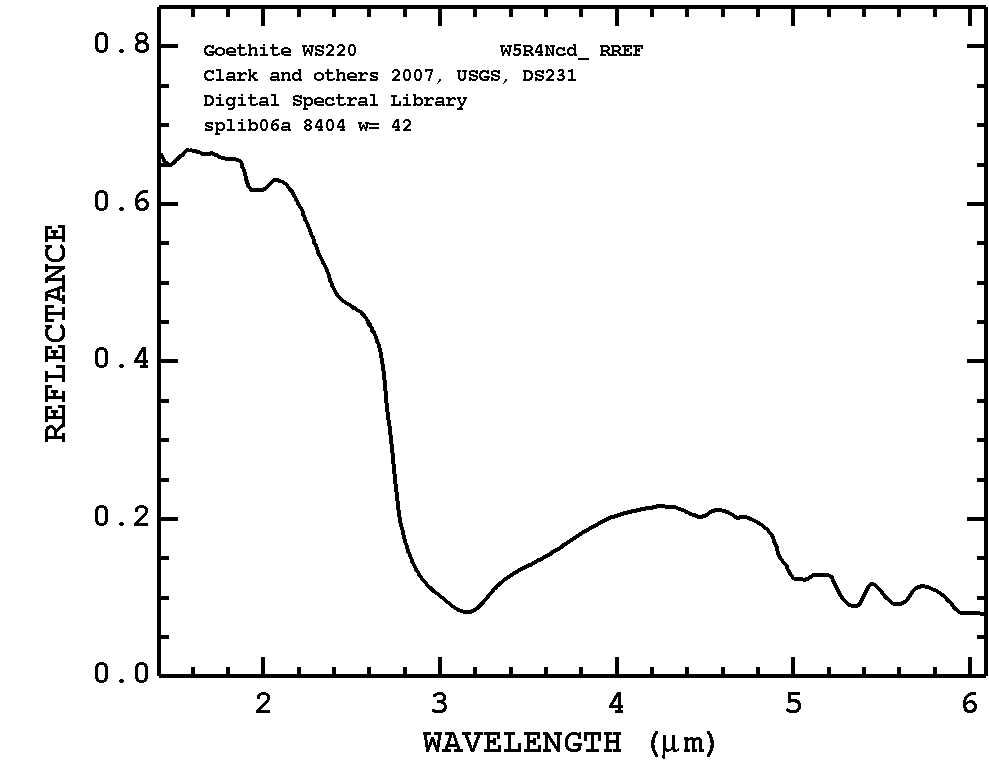 Goethite WS220 W5R4Ncd_ RREF
Clark and others 2007, USGS, DS231
Digital Spectral Library
splib06a 8404 w= 42
0.8
0.6
0.4
0.2
0.0
REFLECTANCE
2 3 4 5 6
WAVELENGTH (μm)